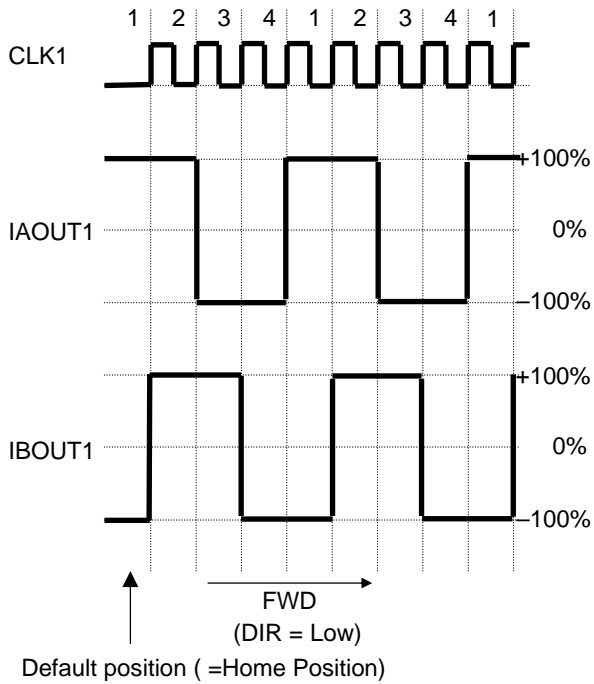 1 2 3 4 1 2 3 4 1
CLK1
+100%
IAOUT1
0%
–100%
+100%
IBOUT1
0%
–100%
FWD
(DIR = Low)
Default position ( =Home Position)